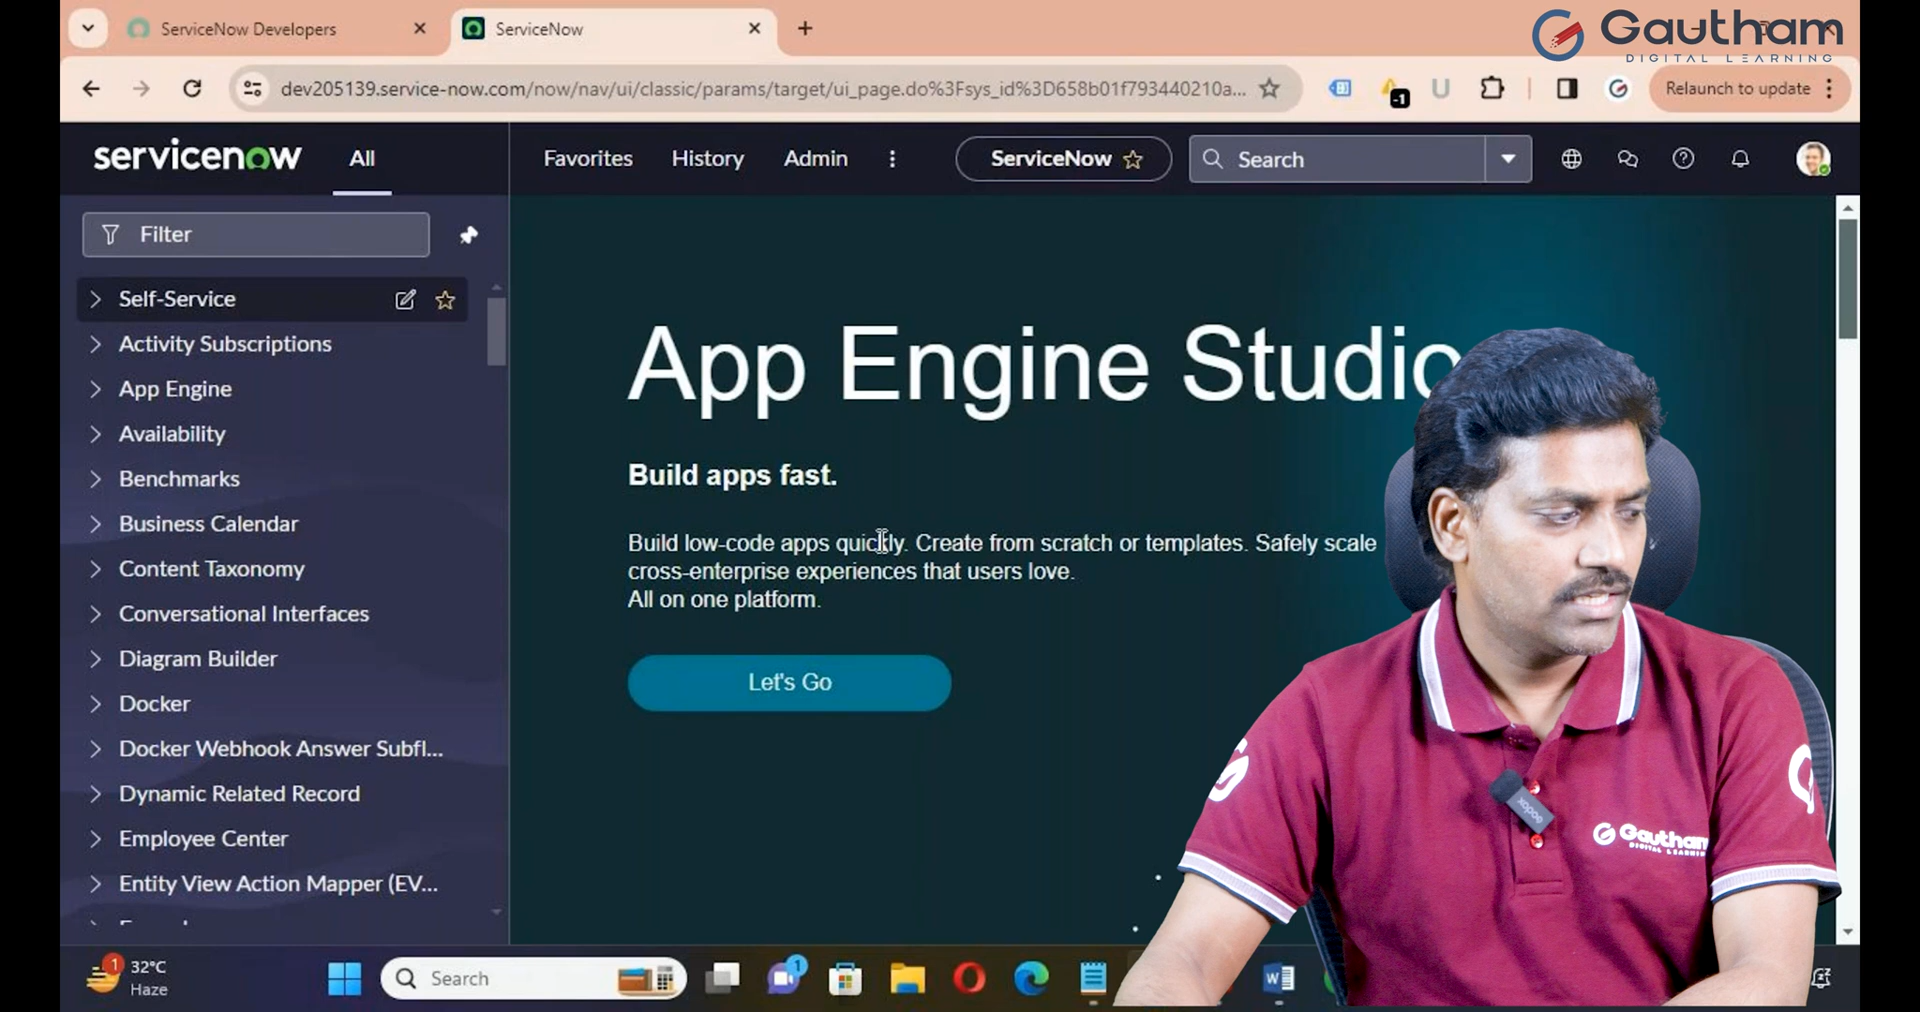 ServiceNow Developers
ServiceNow
Gautham
DIGITAL LEARNING
dev205139.service-now.com/now/nav/ui/classic/params/target/ui_page.do%3Fsys_id%3D658b01f793440210a...
-1
Relaunch to update
servicenow
All
Favorites
History
Admin
ServiceNow
Search
Filter
Self-Service
Activity Subscriptions
App Engine
Availability
Benchmarks
Business Calendar
Content Taxonomy
Conversational Interfaces
Diagram Builder
Docker
Docker Webhook Answer Subfl...
Dynamic Related Record
Employee Center
Entity View Action Mapper (EV...
App Engine Studio
Build apps fast.
Build low-code apps quickly. Create from scratch or templates. Safely scale
cross-enterprise experiences that users love.
All on one platform.
Let's Go
Gautham
DIGITAL LEARNING
1
32°C
Haze
Search
1